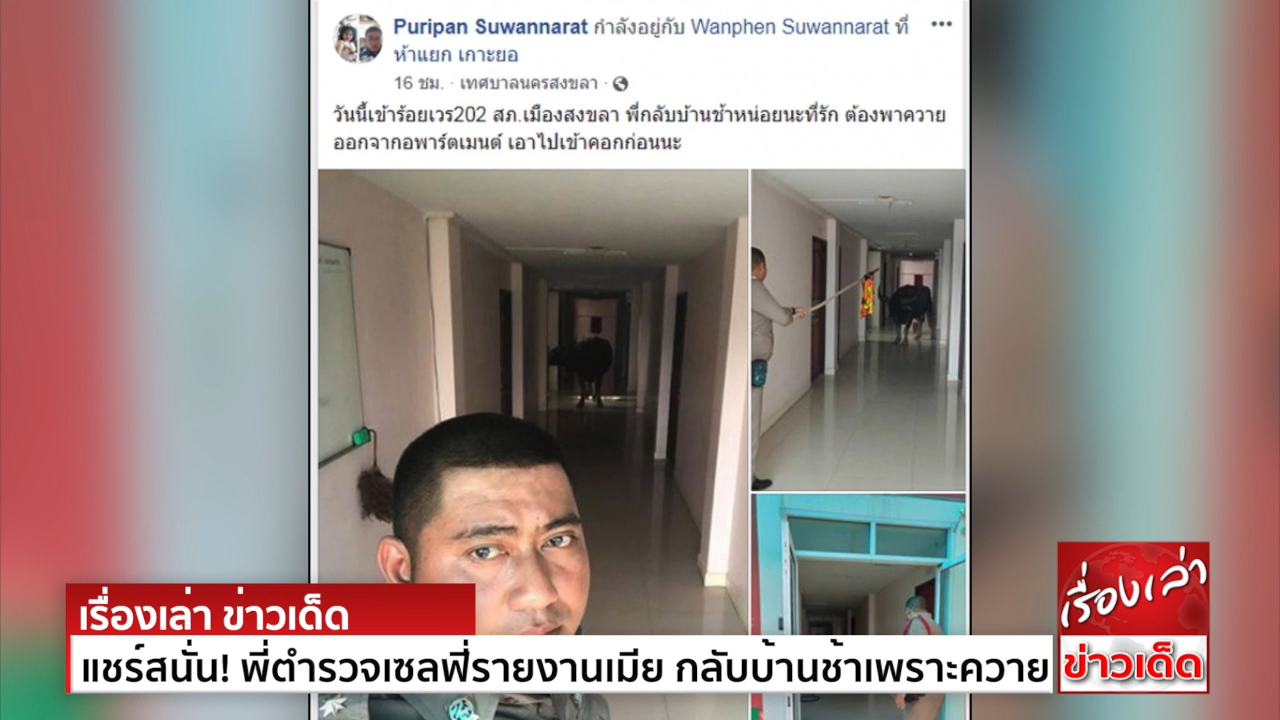 Puripan Suwannarat กำลังอยู่กับ Wanphen Suwannarat ที่
ห้าแยก เกาะยอ
16 ชม. · เทศบาลนครสงขลา ·
วันนี้เข้าร้อยเวร202 สภ.เมืองสงขลา พี่กลับบ้านช้าหน่อยนะที่รัก ต้องพาควาย
ออกจากอพาร์ตเมนต์ เอาไปเข้าคอกก่อนนะ
เรื่องเล่า ข่าวเด็ด
แชร์สนั่น! พี่ตำรวจเซลฟี่รายงานเมีย กลับบ้านช้าเพราะควาย
เรื่องเล่า
ข่าวเด็ด